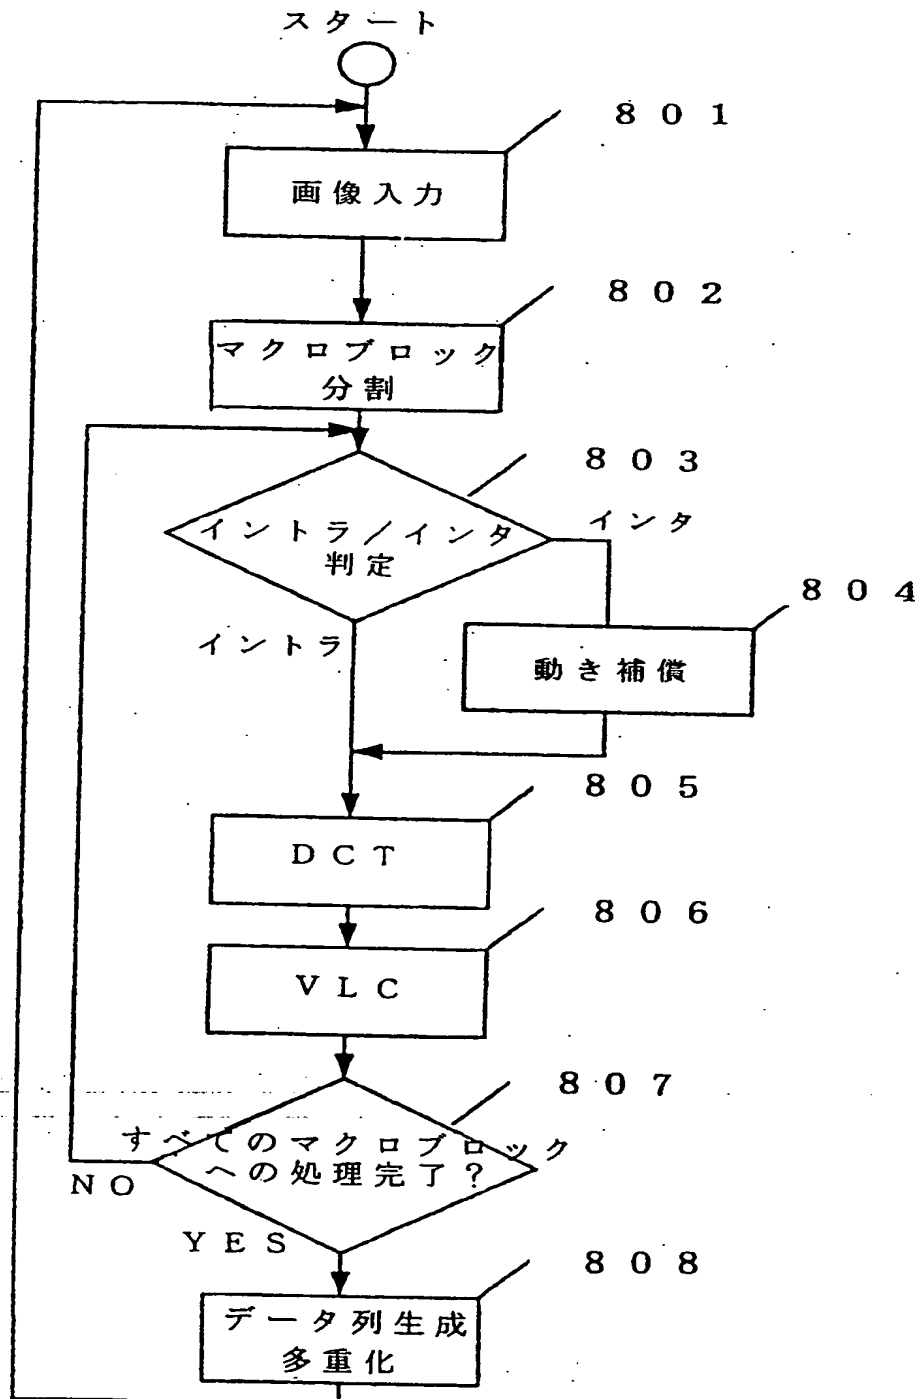 スタート
801
画像入力
802
マクロブロック
分割
803
イントラ/インタ
判定
インタ
804
イントラ
動き補償
805
DCT
806
VLC
807
すべてのマクロブロック
への処理完了?
NO
YES
808
データ列生成
多重化